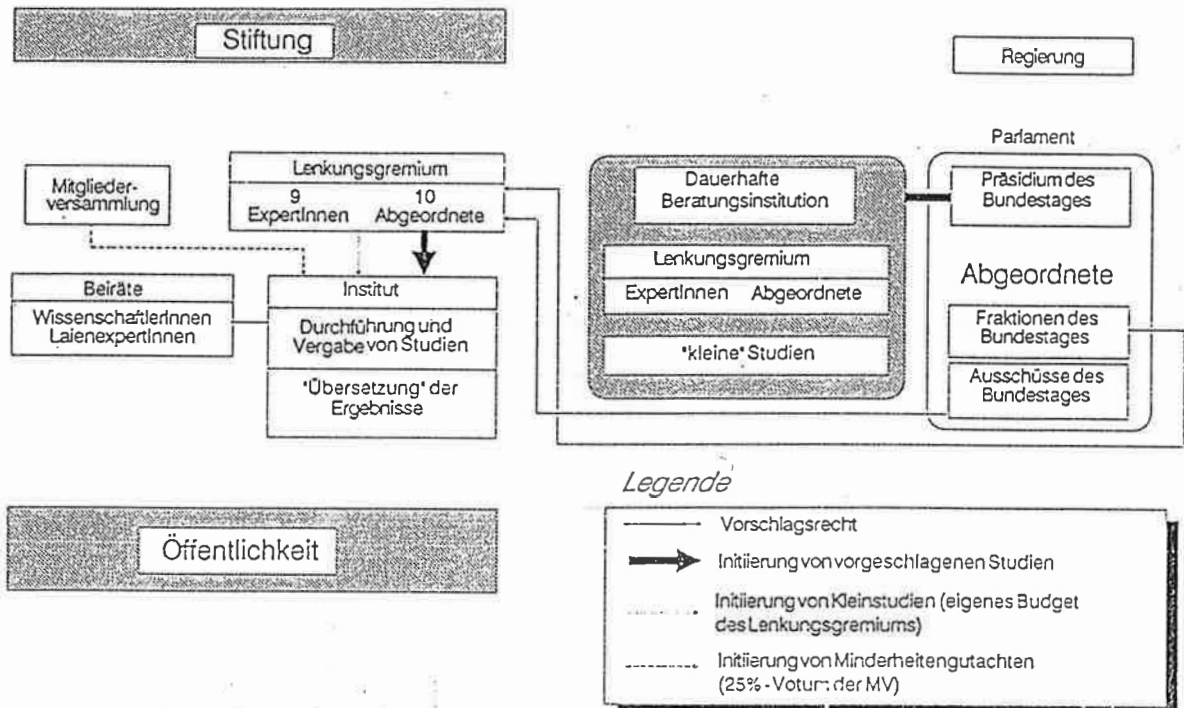 Stiftung
Regierung
Mitglieder-
versammlung
Lenkungsgremium
9 10
ExpertInnen Abgeordnete
Beiräte
WissenschaftlerInnen
LaienexpertInnen
Institut
Durchführung und
Vergabe von Studien
"Übersetzung" der
Ergebnisse
Dauerhafte
Beratungsinstitution
Lenkungsgremium
ExpertInnen Abgeordnete
"kleine" Studien
Parlament
Präsidium des
Bundestages
Abgeordnete
Fraktionen des
Bundestages
Ausschüsse des
Bundestages
Öffentlichkeit
Legende
Vorschlagsrecht
Initiierung von vorgeschlagenen Studien
Initiierung von Kleinstudien (eigenes Budget
des Lenkungsgremiums)
Initiierung von Minderheitengutachten
(25% - Votum der MV)